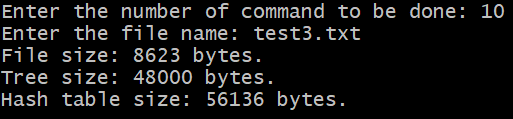 Enter the number of command to be done: 10
Enter the file name: test3.txt
File size: 8623 bytes.
Tree size: 48000 bytes.
Hash table size: 56136 bytes.